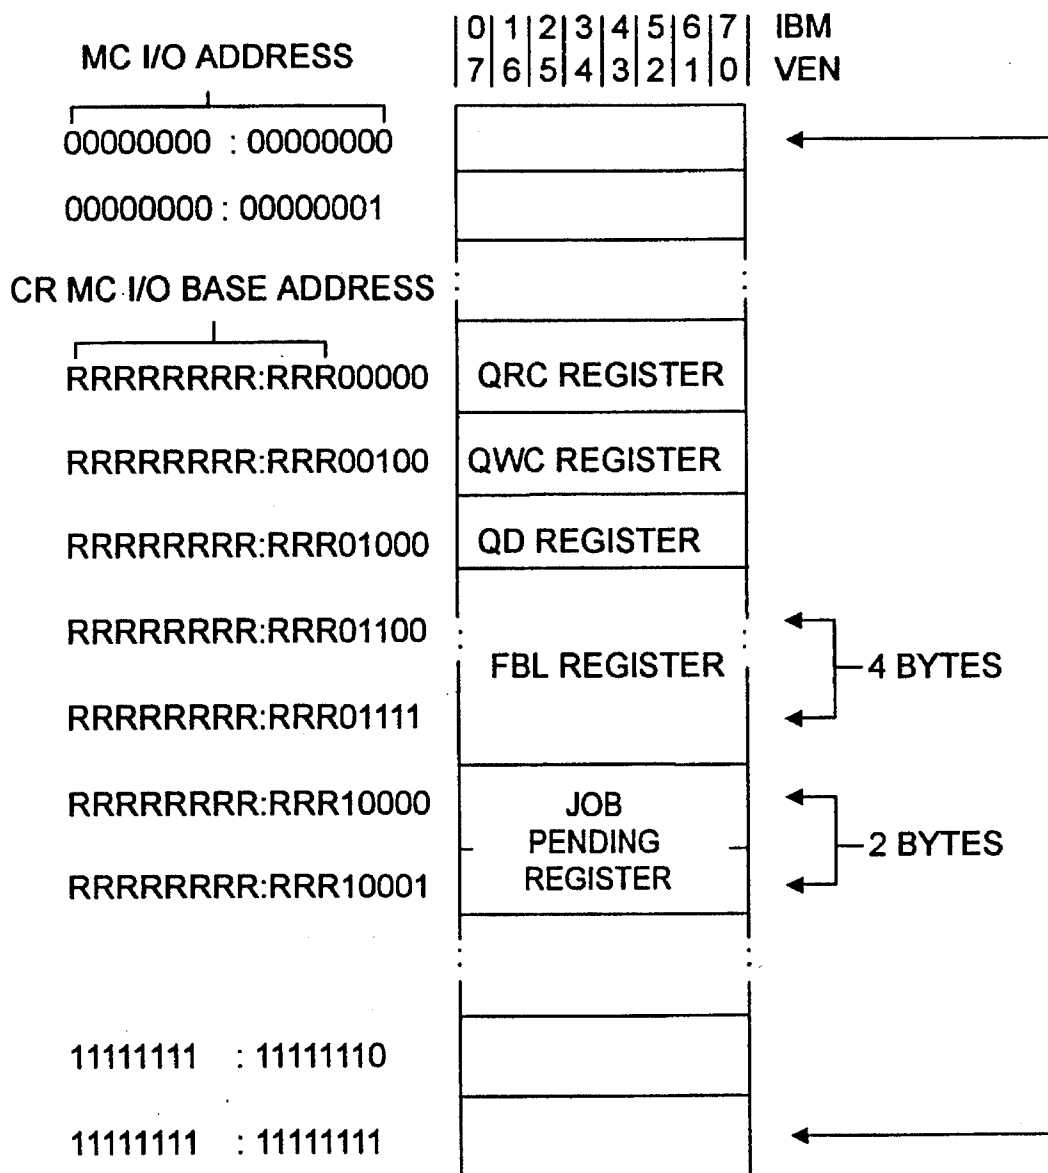 0|1|2|3|4|5|6|7 IBM
MC I/O ADDRESS
7|6|5|4|3|2|1|0 VEN
00000000 : 00000000
00000000 : 00000001
CR MC I/O BASE ADDRESS
RRRRRRRR:RRR00000 QRC REGISTER
RRRRRRRR:RRR00100 QWC REGISTER
RRRRRRRR:RRR01000 QD REGISTER
RRRRRRRR:RRR01100
FBL REGISTER 4 BYTES
RRRRRRRR:RRR01111
RRRRRRRR:RRR10000 JOB
PENDING 2 BYTES
RRRRRRRR:RRR10001 REGISTER
11111111 : 11111110
11111111 : 11111111